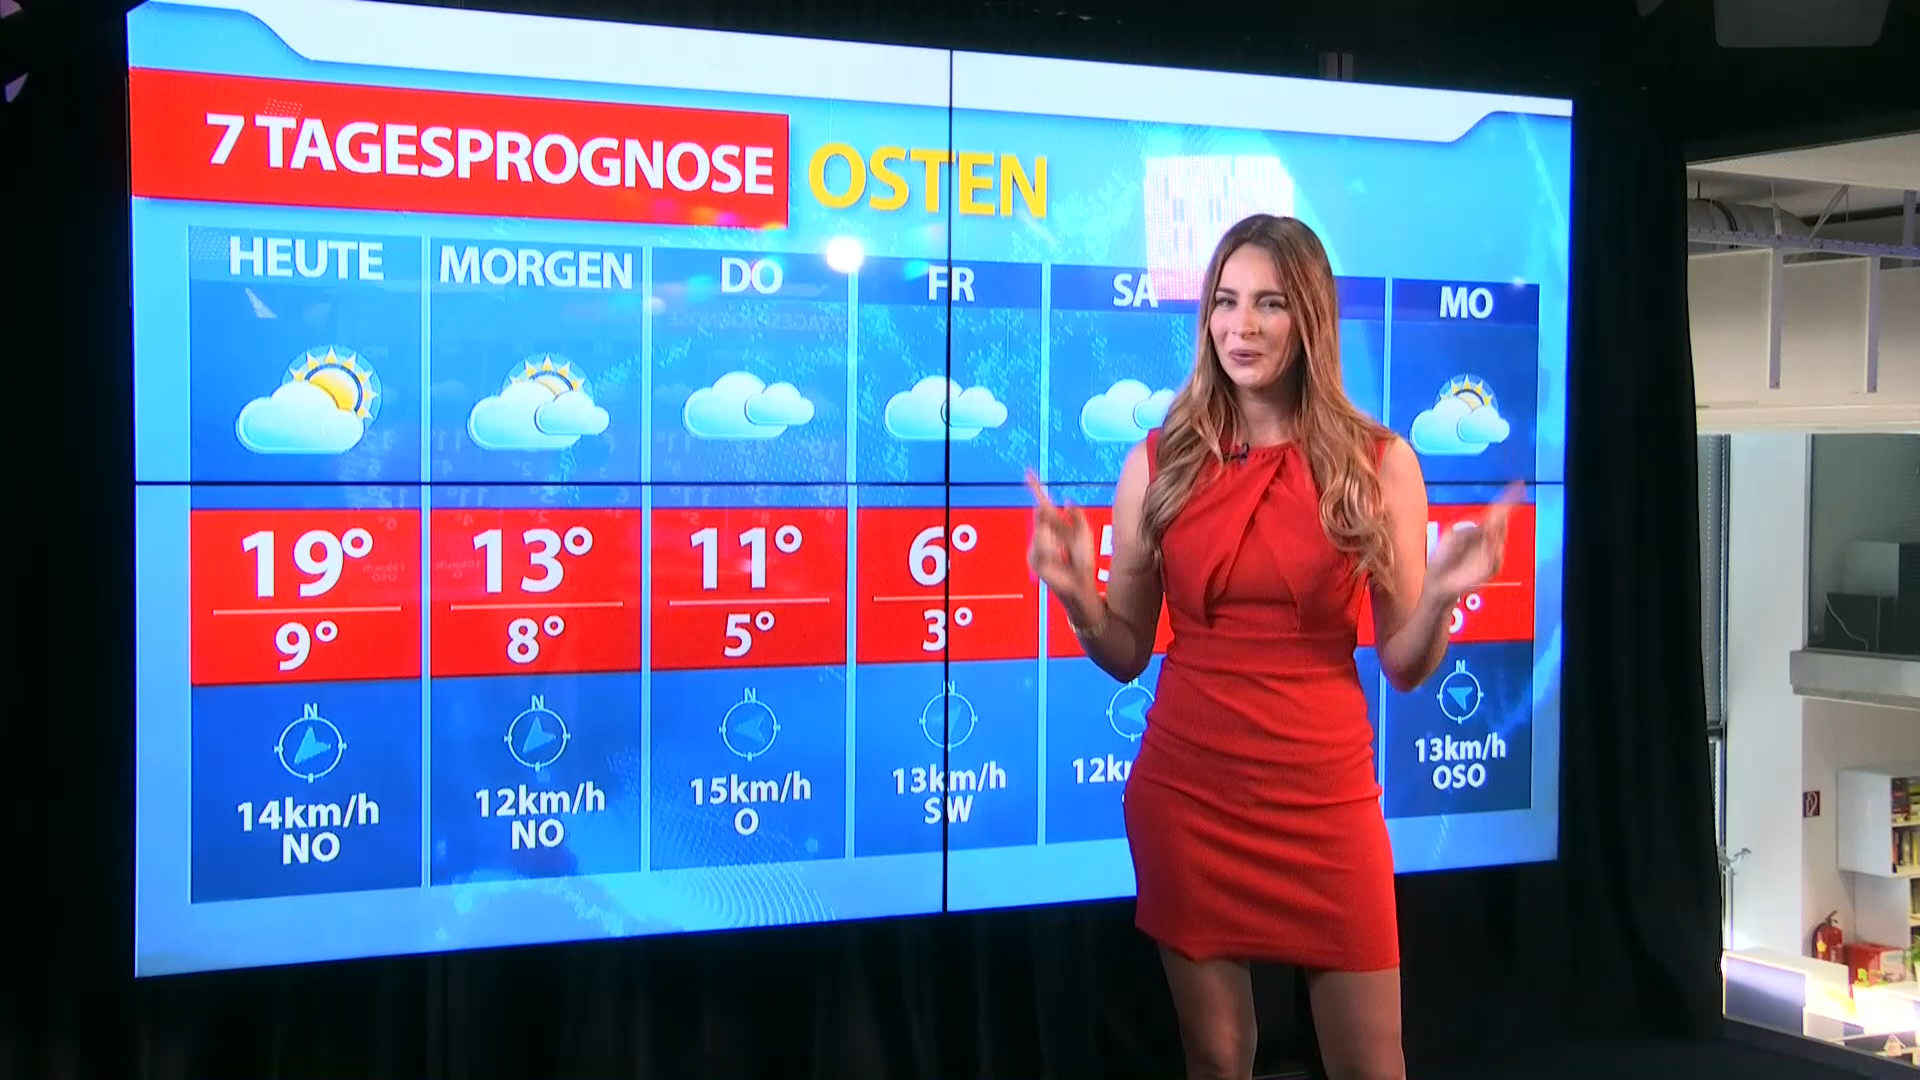 7 TAGESPROGNOSE OSTEN
HEUTE MORGEN DO FR SA MO
19° 13° 11° 6°
9° 8° 5° 3°
N N N N N N
14km/h 12km/h 15km/h 13km/h 13km/h
NO NO O SW OSO